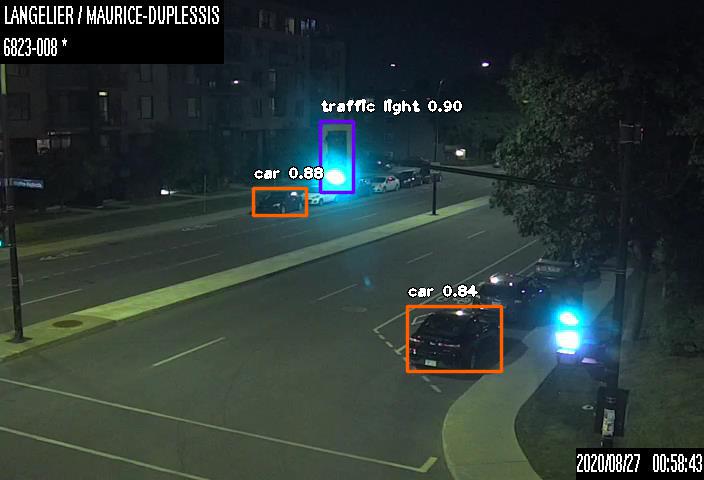 LANGELIER / MAURICE-DUPLESSIS
6823-008 *
traffic light 0.90
car 0.88
car 0.84
2020/08/27 00:58:43